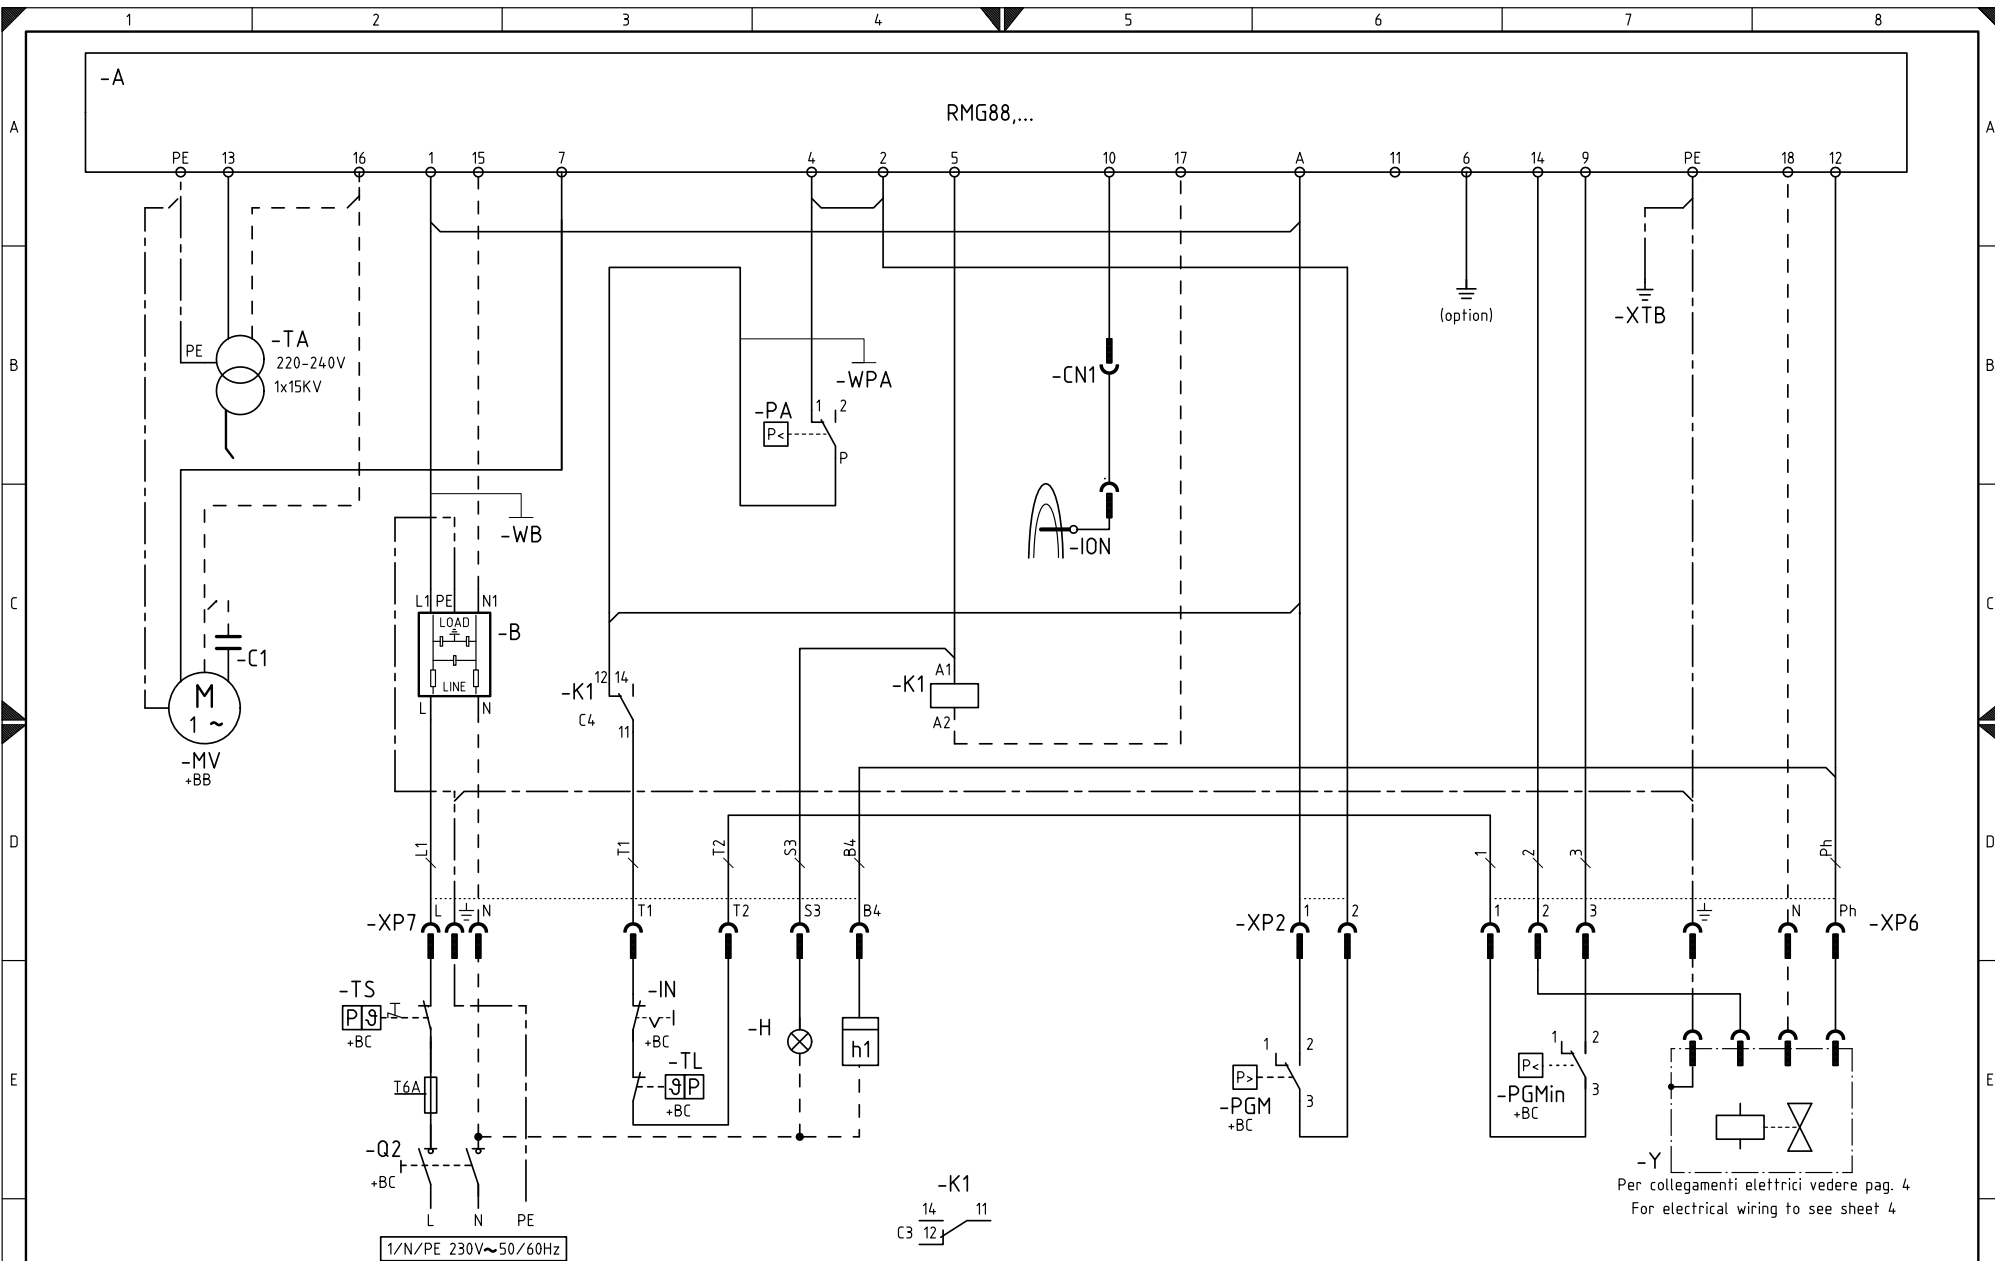 1 2 3 4 5 6 7 8
-A
RMG88,...
A A
PE 13 16 1 15 7 4 2 5 10 17 A 11 6 14 9 PE 18 12
(option)
-XTB
-TA
220-240V
1x15KV
PE
B B
-WPA
-CN1
-PA
1 2
P<
P
-WB
-ION
C C
L1 PE N1
LOAD
-B
LINE
L N
-C1
M
1 ~
-MV
+BB
-K1 12 14
C4
11
A1
-K1
A2
D D
L1 T1 T2 S3 B4 1 2 3 Ph
-XP7 L N T1 T2 S3 B4
-XP2 1 2
1 2 3 N Ph -XP6
-TS
P ϑ
+BC
-IN
+BC
-H
h1
-TL
ϑ P
+BC
E E
T6A
-Q2
+BC
L N PE
1/N/PE 230V~50/60Hz
1 2
P>
-PGM
+BC
3
1 2
P<
-PGMin
+BC
3
-Y
Per collegamenti elettrici vedere pag. 4
For electrical wiring to see sheet 4
-K1
14 11
C3 12